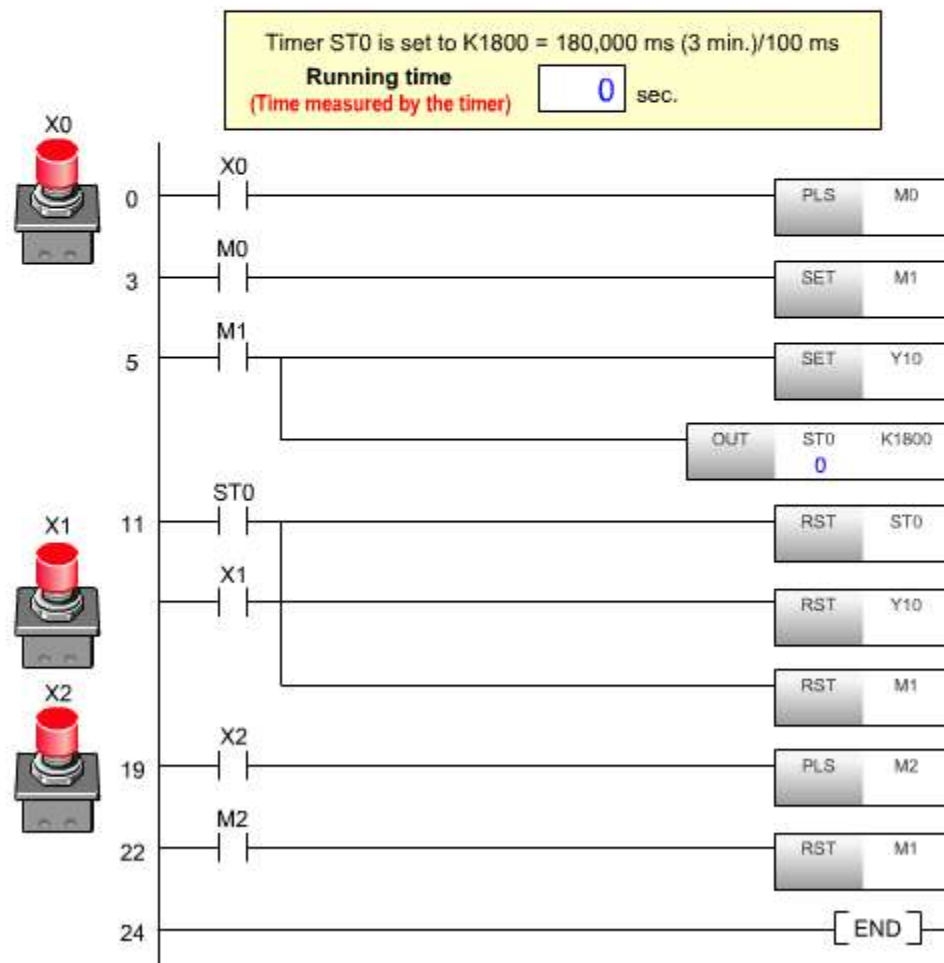 Timer ST0 is set to K1800 = 180,000 ms (3 min.)/100 ms
Running time
(Time measured by the timer)
0 sec.
X0
X0
0
PLS M0
M0
3
SET M1
M1
5
SET Y10
OUT ST0 K1800
0
ST0
X1
11
RST ST0
X1
RST Y10
RST M1
X2
X2
19
PLS M2
M2
22
RST M1
24
END